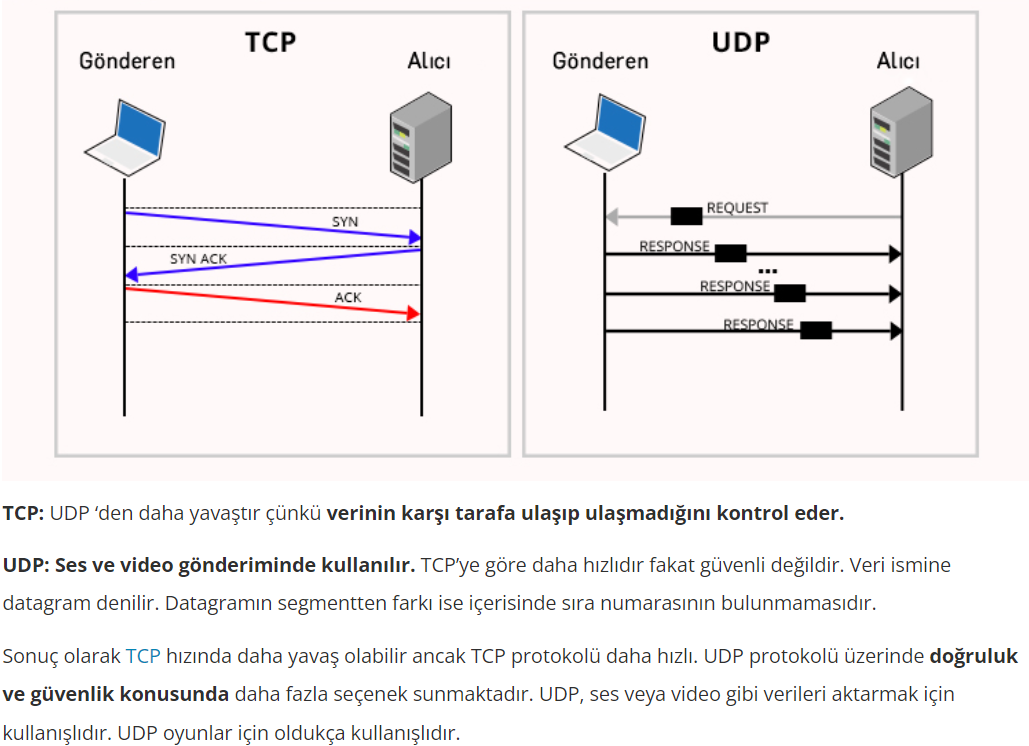 TCP
Gönderen
Alıcı
SYN
SYN ACK
ACK
UDP
Gönderen
Alıcı
REQUEST
RESPONSE
...
RESPONSE
RESPONSE
TCP: UDP ‘den daha yavaştır çünkü verinin karşı tarafa ulaşıp ulaşmadığını kontrol eder.
UDP: Ses ve video gönderiminde kullanılır. TCP’ye göre daha hızlıdır fakat güvenli değildir. Veri ismine
datagram denilir. Datagramın segmentten farkı ise içerisinde sıra numarasının bulunmamasıdır.
Sonuç olarak TCP hızında daha yavaş olabilir ancak TCP protokolü daha hızlı. UDP protokolü üzerinde doğruluk
ve güvenlik konusunda daha fazla seçenek sunmaktadır. UDP, ses veya video gibi verileri aktarmak için
kullanışlıdır. UDP oyunlar için oldukça kullanışlıdır.